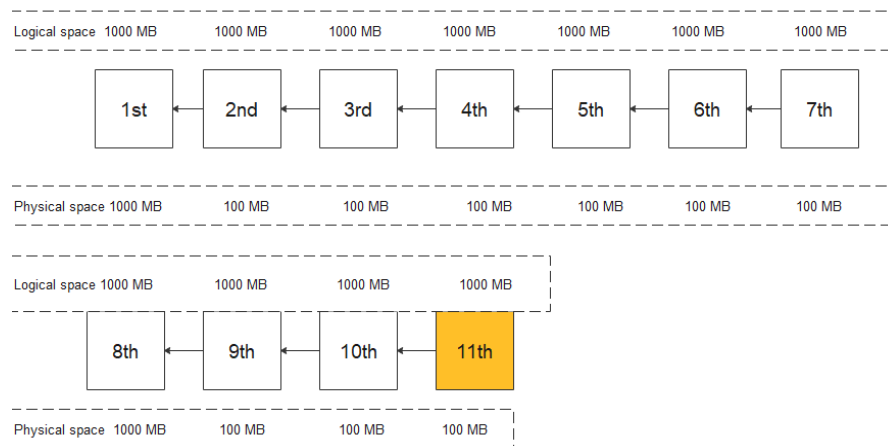 Logical space 1000 MB 1000 MB 1000 MB 1000 MB 1000 MB 1000 MB 1000 MB
1st 2nd 3rd 4th 5th 6th 7th
Physical space 1000 MB 100 MB 100 MB 100 MB 100 MB 100 MB 100 MB
Logical space 1000 MB 1000 MB 1000 MB 1000 MB
8th 9th 10th 11th
Physical space 1000 MB 100 MB 100 MB 100 MB